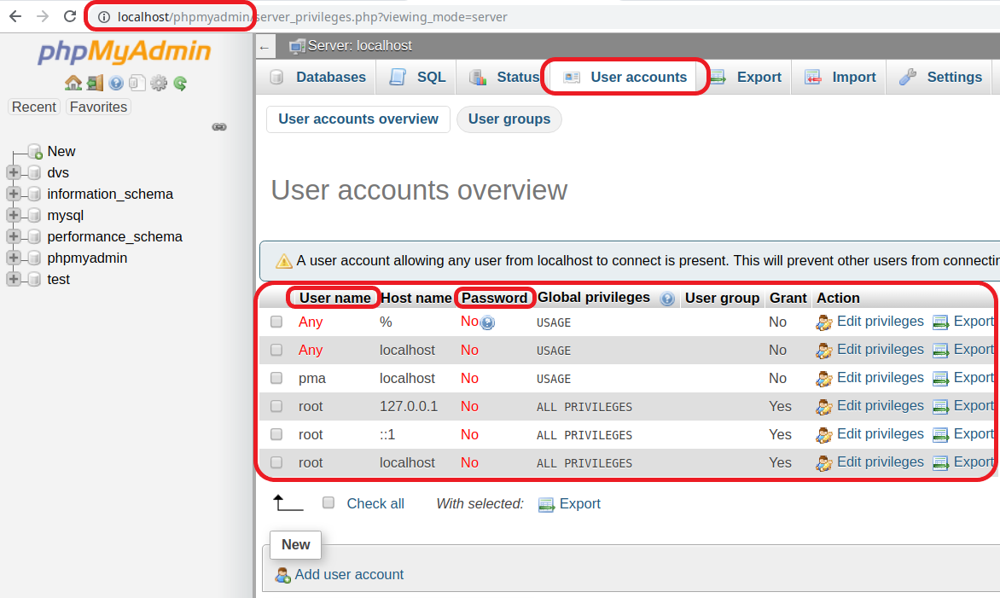 localhost/phpmyadmin/server_privileges.php?viewing_mode=server
phpMyAdmin
Recent Favorites
New
dvs
information_schema
mysql
performance_schema
phpmyadmin
test
← Server: localhost
Databases SQL Status User accounts Export Import Settings
User accounts overview User groups
User accounts overview
A user account allowing any user from localhost to connect is present. This will prevent other users from connectin
User name Host name Password Global privileges User group Grant Action
Any % No USAGE No Edit privileges Export
Any localhost No USAGE No Edit privileges Export
pma localhost No USAGE No Edit privileges Export
root 127.0.0.1 No ALL PRIVILEGES Yes Edit privileges Export
root ::1 No ALL PRIVILEGES Yes Edit privileges Export
root localhost No ALL PRIVILEGES Yes Edit privileges Export
Check all With selected: Export
New
Add user account